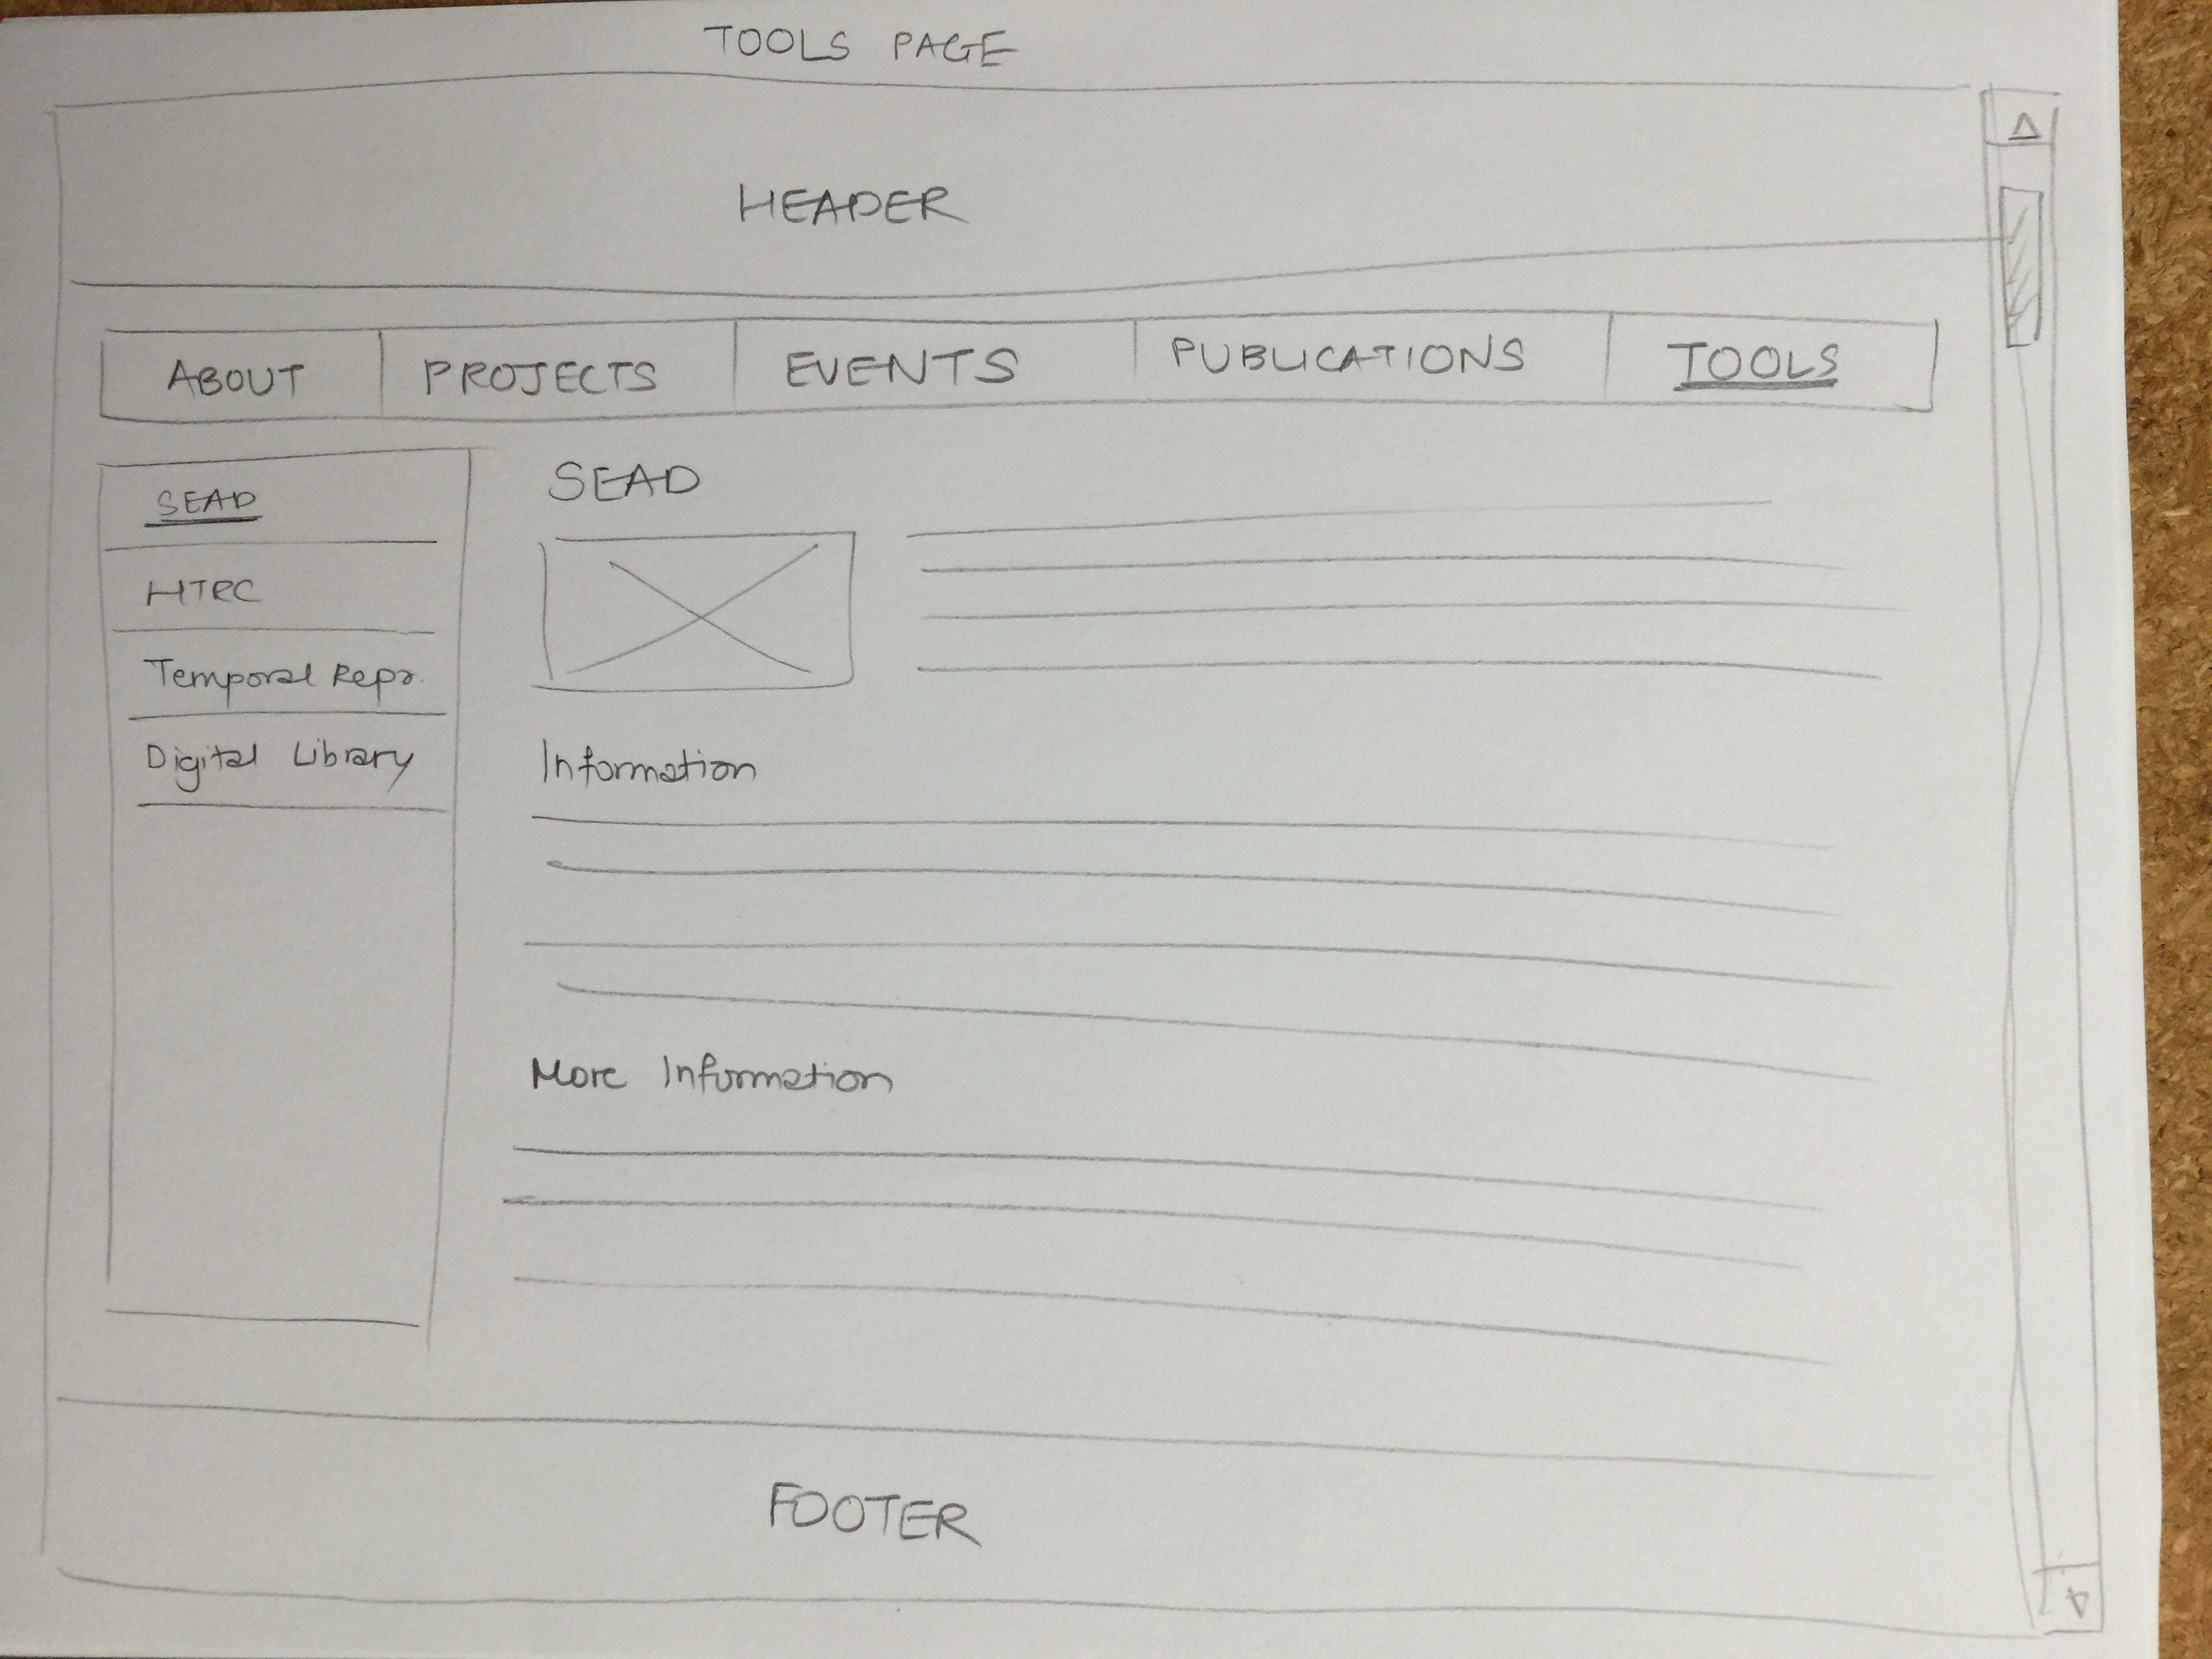 TOOLS PAGE
HEADER
ABOUT PROJECTS EVENTS PUBLICATIONS TOOLS
SEAD
HTRC
Temporal Repr.
Digital Library
SEAD
Information
More Information
FOOTER